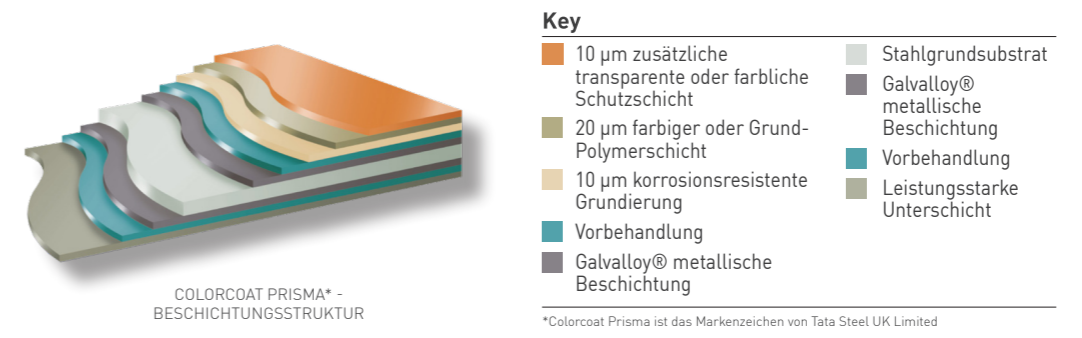 Key
10 µm zusätzliche
transparente oder farbliche
Schutzschicht
20 µm farbiger oder Grund-
Polymerschicht
10 µm korrosionsresistente
Grundierung
Vorbehandlung
Galvalloy® metallische
Beschichtung
Stahlgrundsubstrat
Galvalloy®
metallische
Beschichtung
Vorbehandlung
Leistungsstarke
Unterschicht
COLORCOAT PRISMA* -
BESCHICHTUNGSSTRUKTUR
*Colorcoat Prisma ist das Markenzeichen von Tata Steel UK Limited